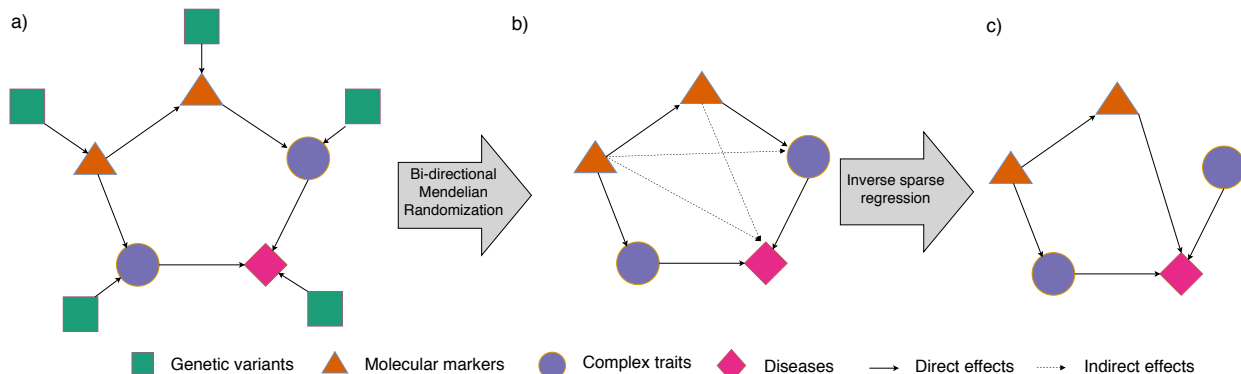 a)
b)
c)
Bi-directional
Mendelian
Randomization
Inverse sparse
regression
Genetic variants
Molecular markers
Complex traits
Diseases
Direct effects
Indirect effects